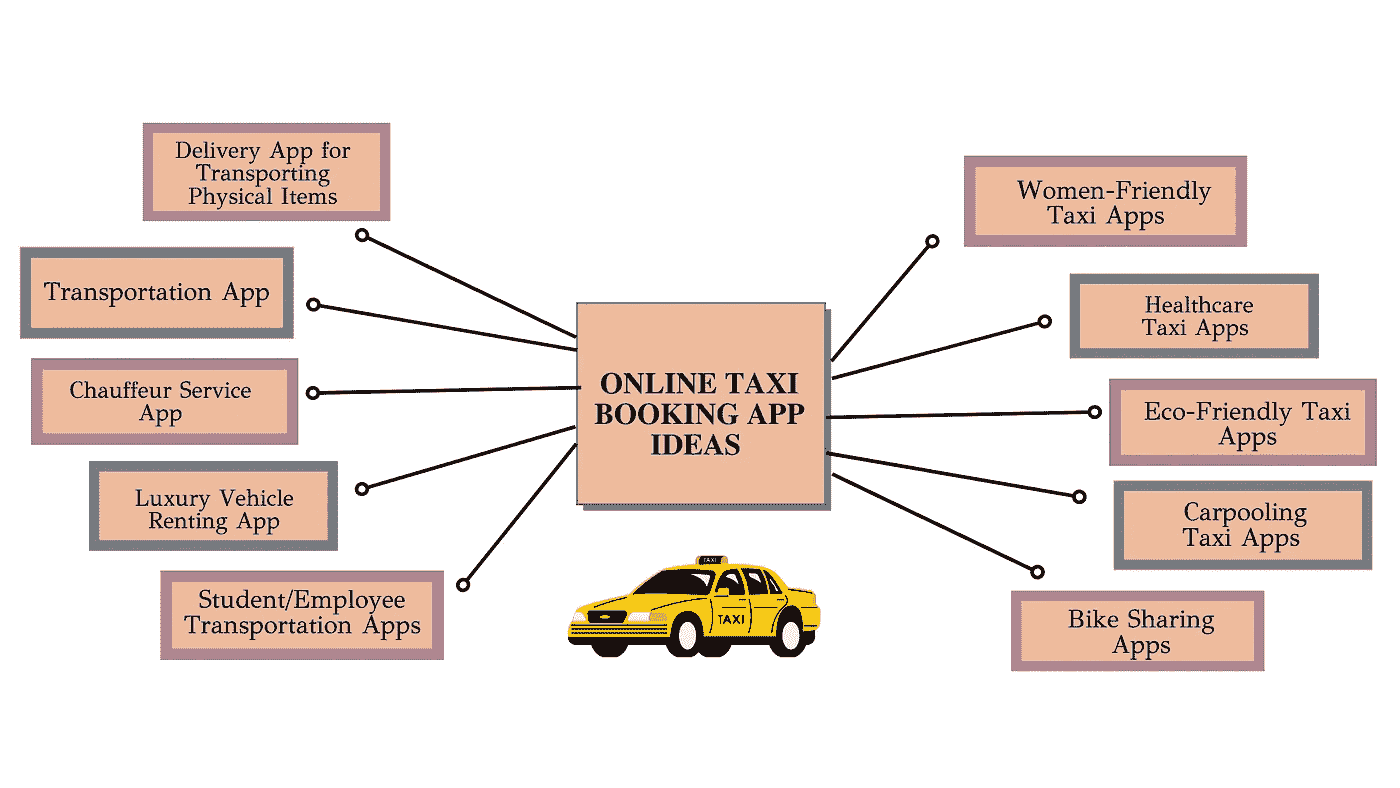 Delivery App for
Transporting
Physical Items
Transportation App
Chauffeur Service
App
Luxury Vehicle
Renting App
Student/Employee
Transportation Apps
ONLINE TAXI
BOOKING APP
IDEAS
TAXI
TAXI
Women-Friendly
Taxi Apps
Healthcare
Taxi Apps
Eco-Friendly Taxi
Apps
Carpooling
Taxi Apps
Bike Sharing
Apps